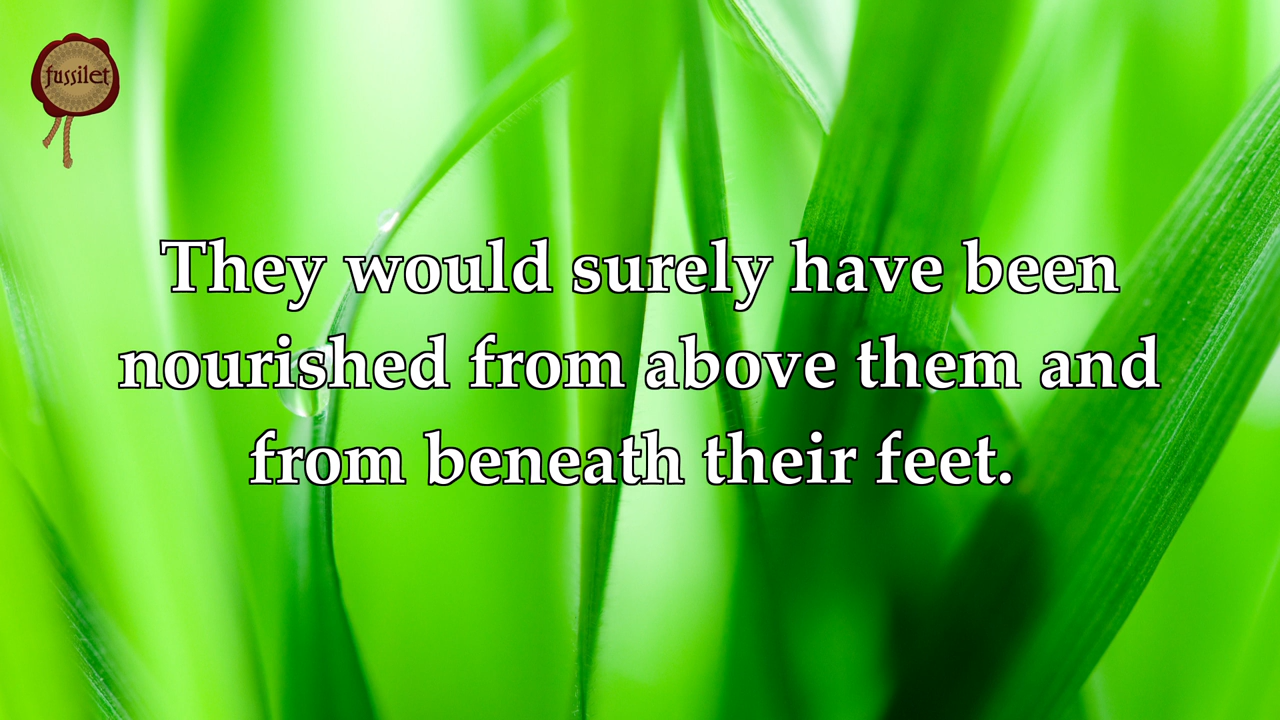 fussilet
They would surely have been
nourished from above them and
from beneath their feet.